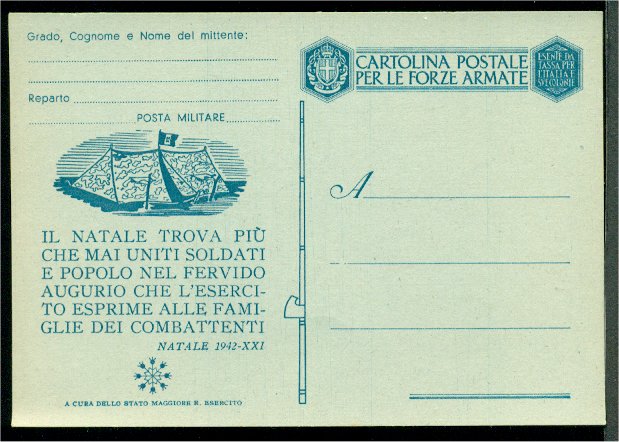 Grado, Cognome e Nome del mittente:
Reparto
POSTA MILITARE
IL NATALE TROVA PIÙ
CHE MAI UNITI SOLDATI
E POPOLO NEL FERVIDO
AUGURIO CHE L'ESERCI-
TO ESPRIME ALLE FAMI-
GLIE DEI COMBATTENTI
NATALE 1942-XXI
A CURA DELLO STATO MAGGIORE R. ESERCITO
CARTOLINA POSTALE
PER LE FORZE ARMATE
ESENTE DA
TASSA PER
L'ITALIA E
SVE COLONIE
A